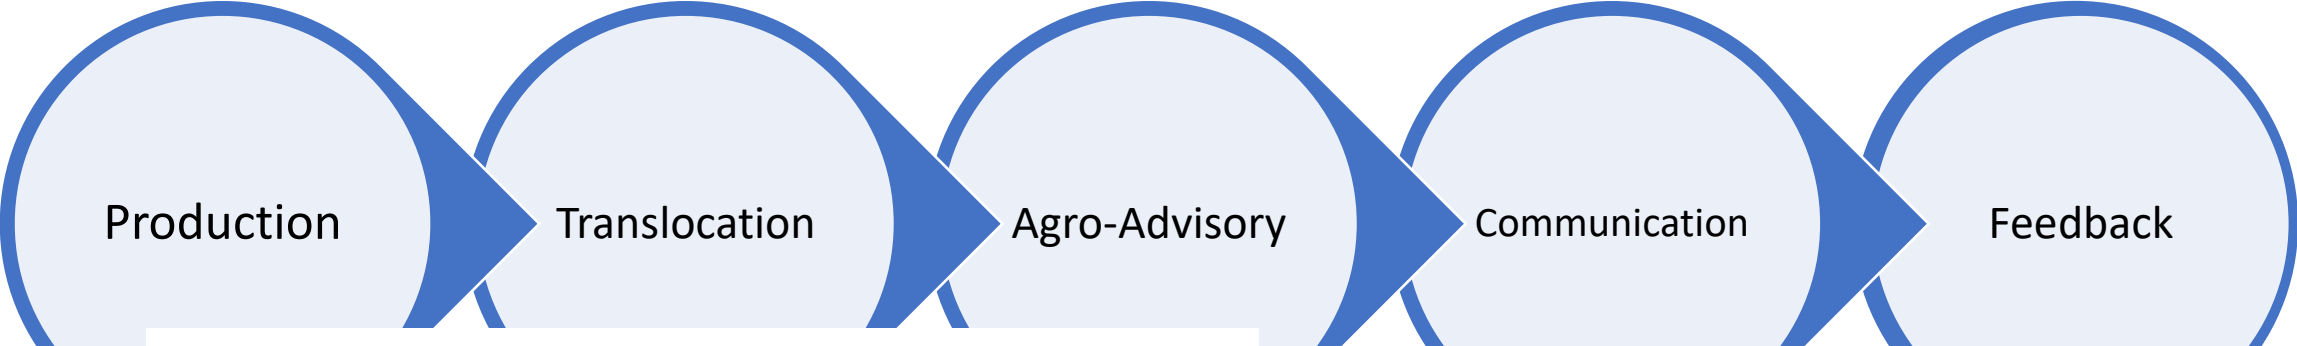 Production
Translocation
Agro-Advisory
Communication
Feedback